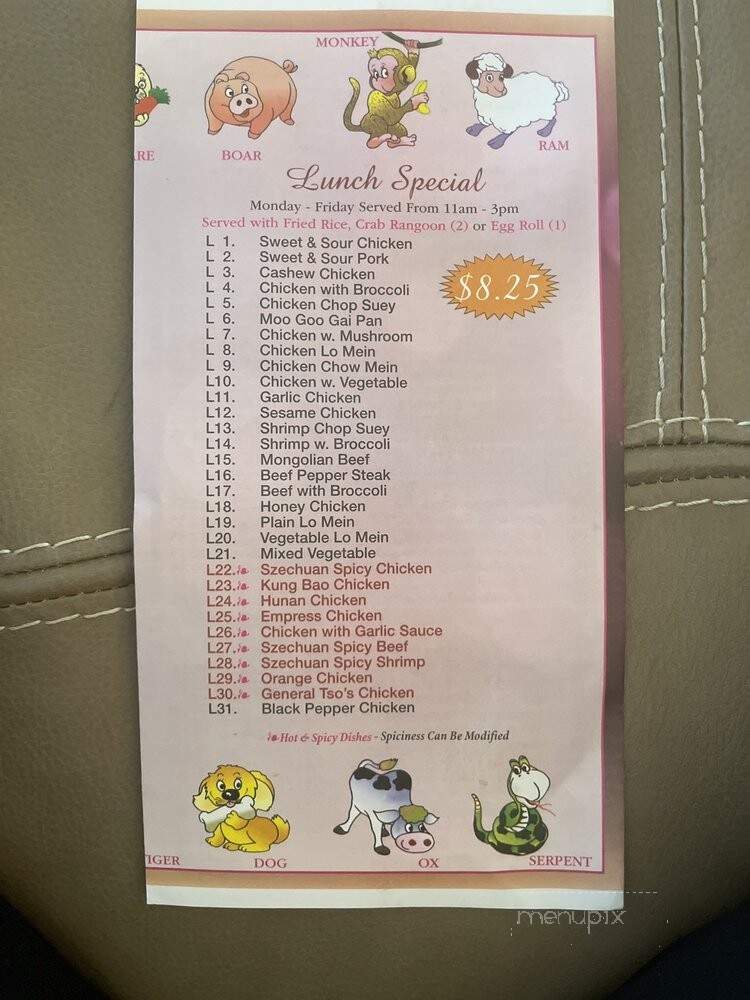 MONKEY
ARE
BOAR
RAM
Lunch Special
Monday - Friday Served From 11am - 3pm
Served with Fried Rice, Crab Rangoon (2) or Egg Roll (1)
$8.25
L 1. Sweet & Sour Chicken
L 2. Sweet & Sour Pork
L 3. Cashew Chicken
L 4. Chicken with Broccoli
L 5. Chicken Chop Suey
L 6. Moo Goo Gai Pan
L 7. Chicken w. Mushroom
L 8. Chicken Lo Mein
L 9. Chicken Chow Mein
L10. Chicken w. Vegetable
L11. Garlic Chicken
L12. Sesame Chicken
L13. Shrimp Chop Suey
L14. Shrimp w. Broccoli
L15. Mongolian Beef
L16. Beef Pepper Steak
L17. Beef with Broccoli
L18. Honey Chicken
L19. Plain Lo Mein
L20. Vegetable Lo Mein
L21. Mixed Vegetable
L22. Szechuan Spicy Chicken
L23. Kung Bao Chicken
L24. Hunan Chicken
L25. Empress Chicken
L26. Chicken with Garlic Sauce
L27. Szechuan Spicy Beef
L28. Szechuan Spicy Shrimp
L29. Orange Chicken
L30. General Tso's Chicken
L31. Black Pepper Chicken
Hot & Spicy Dishes - Spiciness Can Be Modified
TIGER
DOG
OX
SERPENT
menupix